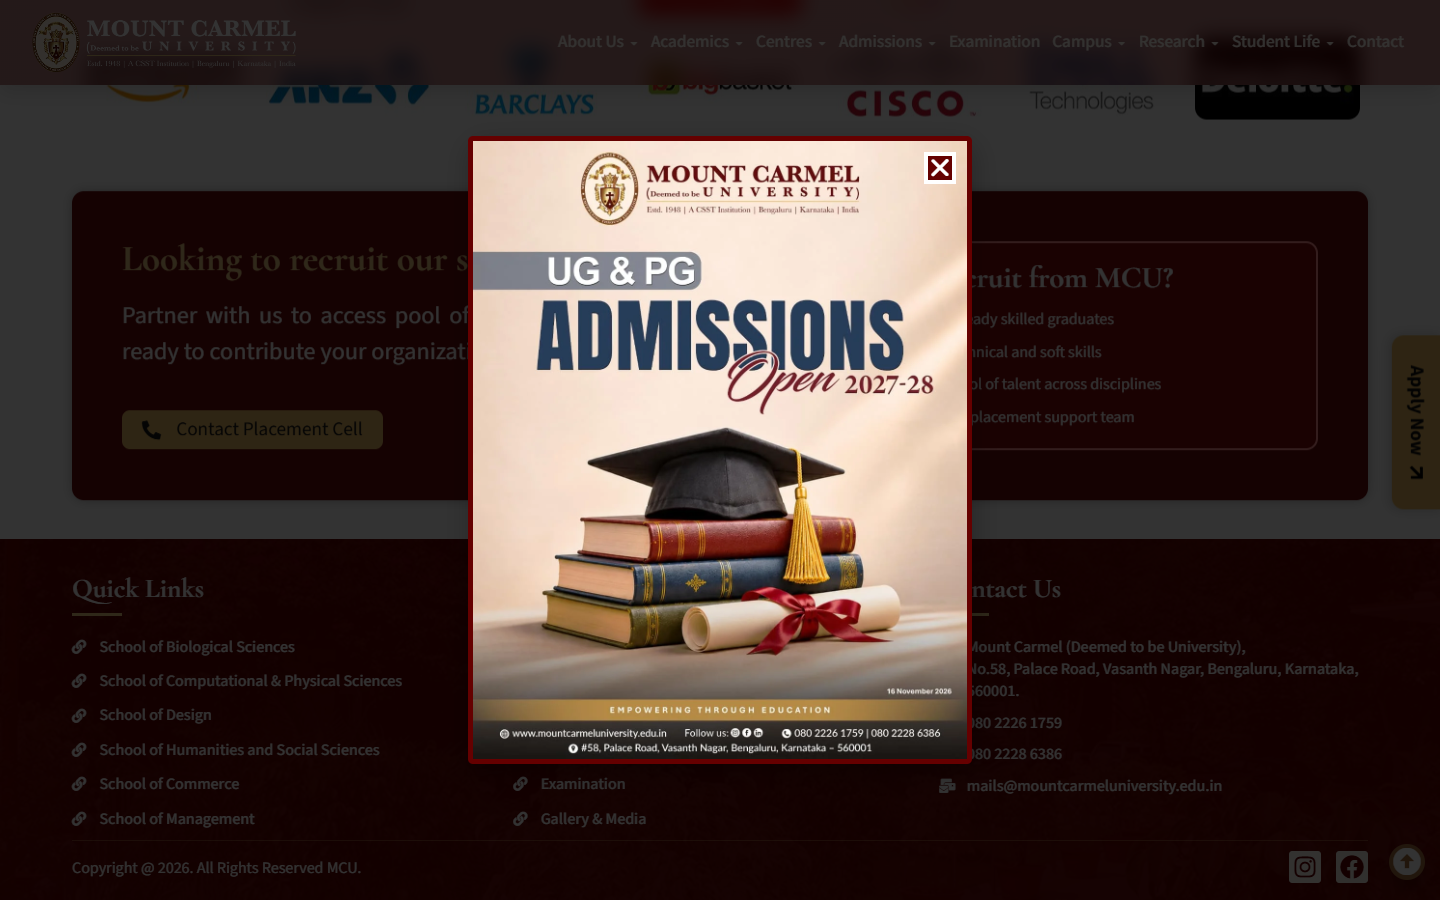 MOUNT CARMEL
(Deemed to be UNIVERSITY)
Estd. 1948 | A CSST Institution | Bengaluru | Karnataka | India
About Us
Academics
Centres
Admissions
Examination
Campus
Research
Student Life
Contact
ANZ
BARCLAYS
bigbasket
CISCO
Technologies
Deloitte.
Looking to recruit our s
Partner with us to access pool of
ready to contribute your organizati
Contact Placement Cell
cruit from MCU?
eady skilled graduates
hnical and soft skills
ol of talent across disciplines
placement support team
Apply Now
MOUNT CARMEL
(Deemed to be UNIVERSITY)
Estd. 1948 | A CSST Institution | Bengaluru | Karnataka | India
UG & PG
ADMISSIONS
Open 2027-28
16 November 2026
EMPOWERING THROUGH EDUCATION
www.mountcarmeluniversity.edu.in Follow us: 080 2226 1759 | 080 2228 6386
#58, Palace Road, Vasanth Nagar, Bengaluru, Karnataka – 560001
Quick Links
School of Biological Sciences
School of Computational & Physical Sciences
School of Design
School of Humanities and Social Sciences
School of Commerce
School of Management
Examination
Gallery & Media
ntact Us
Mount Carmel (Deemed to be University),
No.58, Palace Road, Vasanth Nagar, Bengaluru, Karnataka,
560001.
080 2226 1759
080 2228 6386
mails@mountcarmeluniversity.edu.in
Copyright @ 2026. All Rights Reserved MCU.